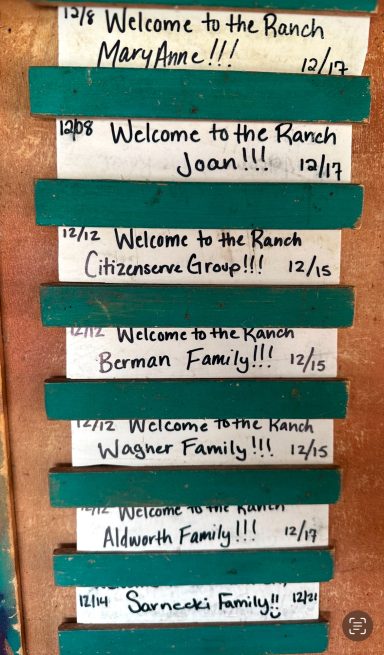 12/8 Welcome to the Ranch
MaryAnne!!! 12/17
12/08 Welcome to the Ranch
Joan!!! 12/17
12/12 Welcome to the Ranch
Citizenserve Group!!! 12/15
12/12 Welcome to the Ranch
Berman Family!!! 12/15
12/12 Welcome to the Ranch
Wagner Family!!! 12/15
12/12 Welcome to the Ranch
Aldworth Family!!! 12/17
12/14 Sarnecki Family!! 12/21